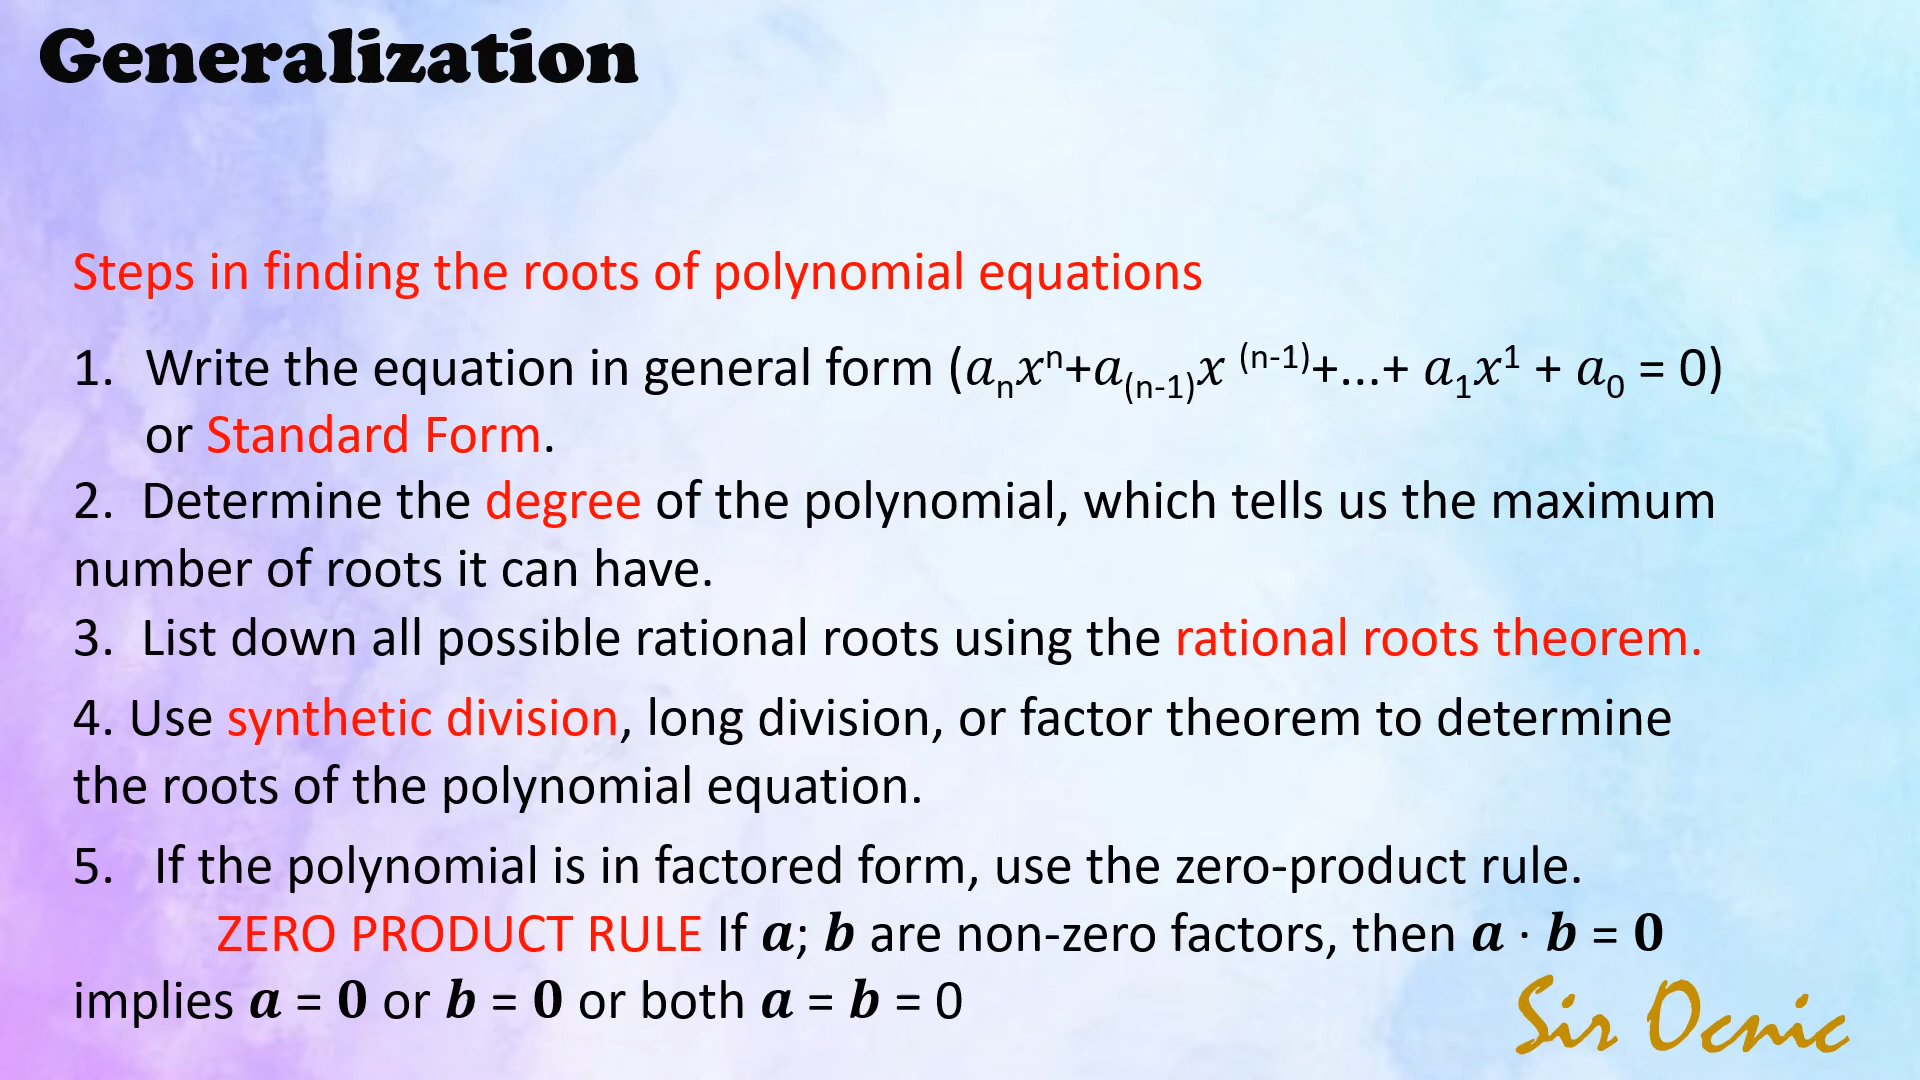 Generalization
Steps in finding the roots of polynomial equations
1. Write the equation in general form (aₙxⁿ+a₍ₙ₋₁₎x ⁽ⁿ⁻¹⁾+...+ a₁x¹ + a₀ = 0)
or Standard Form.
2. Determine the degree of the polynomial, which tells us the maximum
number of roots it can have.
3. List down all possible rational roots using the rational roots theorem.
4. Use synthetic division, long division, or factor theorem to determine
the roots of the polynomial equation.
5. If the polynomial is in factored form, use the zero-product rule.
ZERO PRODUCT RULE If a; b are non-zero factors, then a · b = 0
implies a = 0 or b = 0 or both a = b = 0
Sir Ocnic